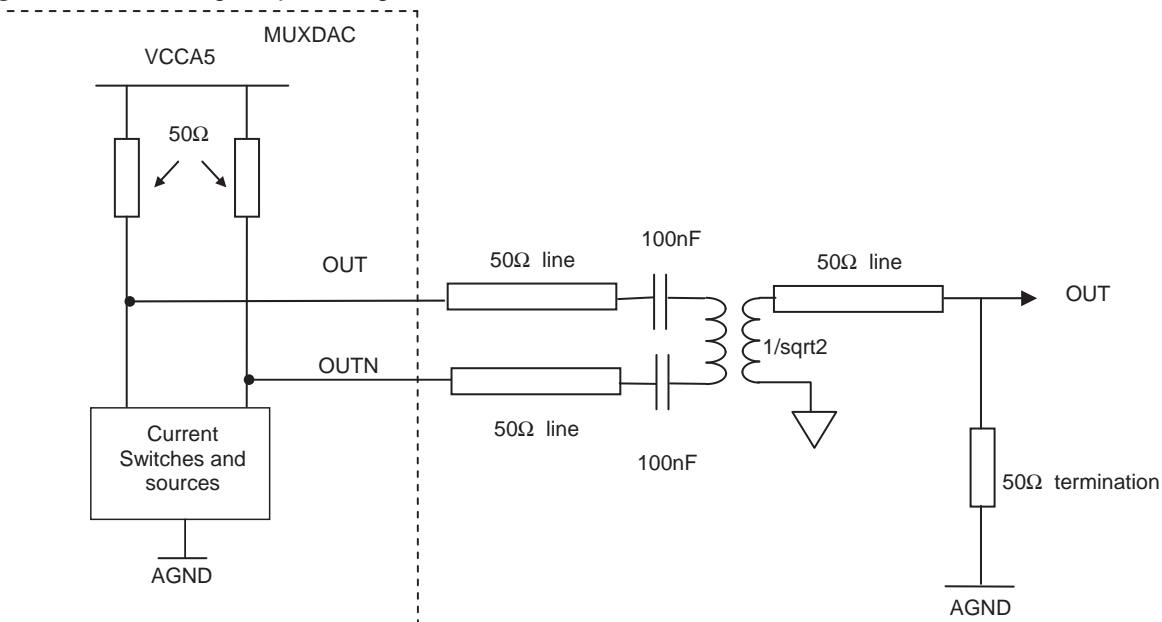 MUXDAC
VCCA5
50Ω
100nF
OUT
50Ω line
50Ω line
OUT
1/sqrt2
OUTN
50Ω line
100nF
Current
Switches and
sources
50Ω termination
AGND
AGND